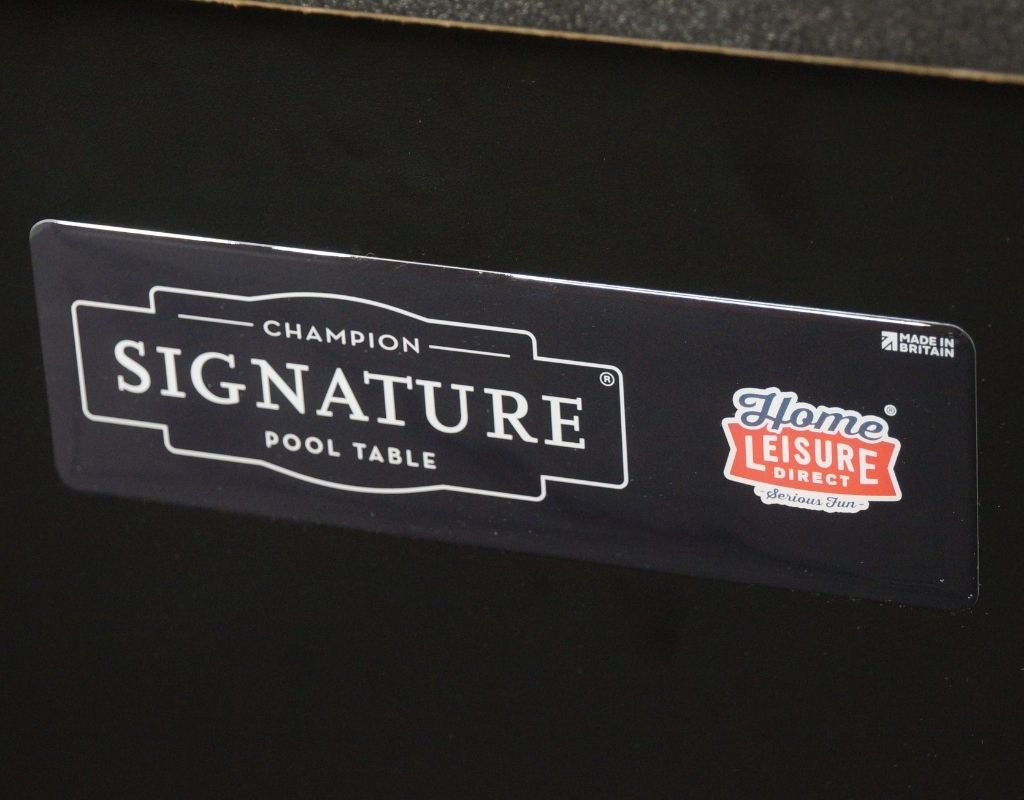 CHAMPION
SIGNATURE®
POOL TABLE
MADE IN
BRITAIN
Home®
LEISURE
DIRECT
-Serious Fun-